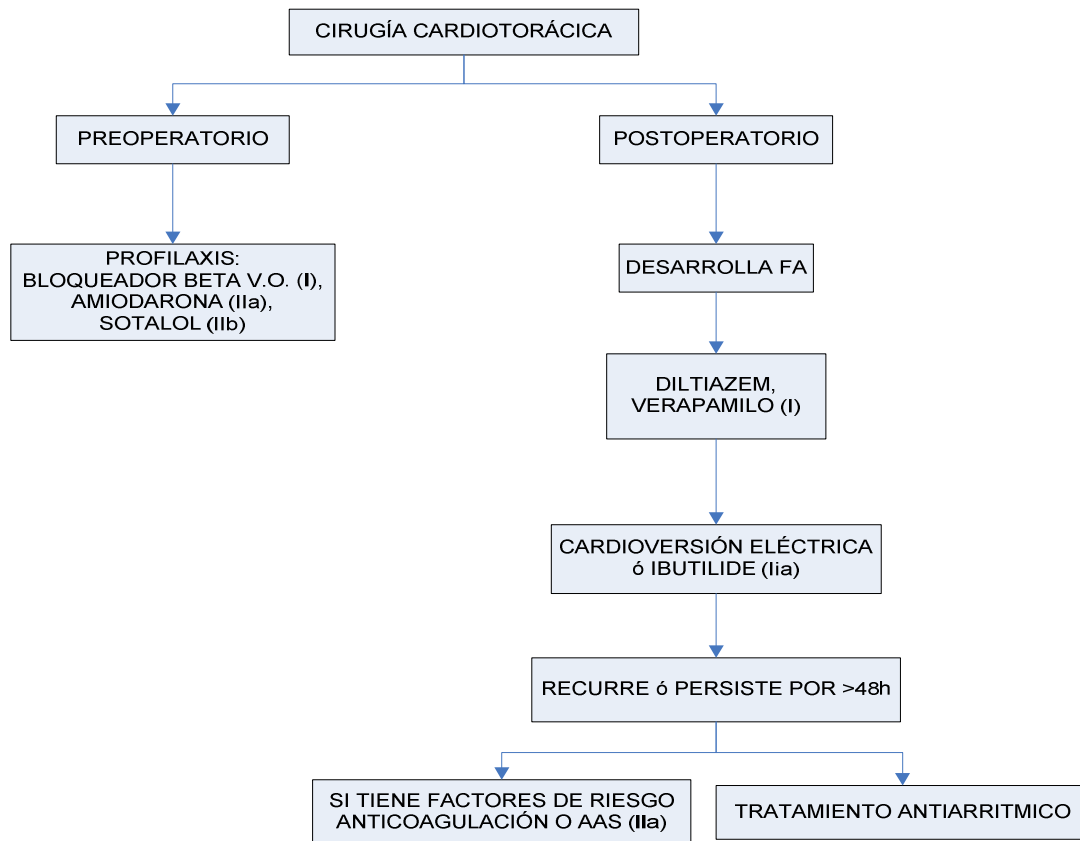 CIRUGÍA CARDIOTORÁCICA
PREOPERATORIO
POSTOPERATORIO
PROFILAXIS:
BLOQUEADOR BETA V.O. (I),
AMIODARONA (IIa),
SOTALOL (IIb)
DESARROLLA FA
DILTIAZEM,
VERAPAMILO (I)
CARDIOVERSIÓN ELÉCTRICA
ó IBUTILIDE (Iia)
RECURRE ó PERSISTE POR >48h
SI TIENE FACTORES DE RIESGO
ANTICOAGULACIÓN O AAS (IIa)
TRATAMIENTO ANTIARRITMICO